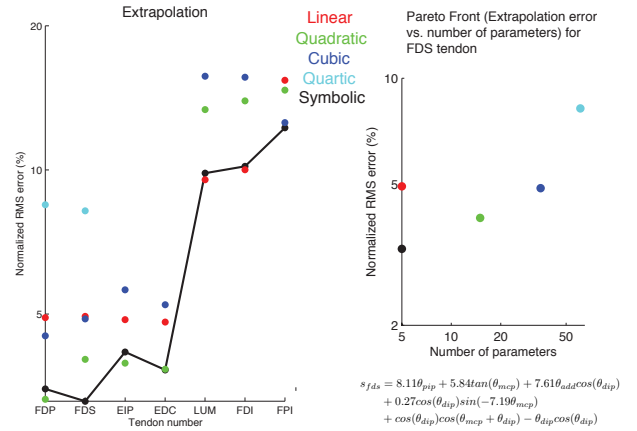 Extrapolation
20
10
5
Normalized RMS error (%)
FDP FDS EIP EDC LUM FDI FPI
Tendon number
Linear
Quadratic
Cubic
Quartic
Symbolic
Pareto Front (Extrapolation error
vs. number of parameters) for
FDS tendon
10
5
2
Normalized RMS error (%)
5 10 20 50
Number of parameters
s_{fds} = 8.11θ_{pip} + 5.84tan(θ_{mcp}) + 7.61θ_{add}cos(θ_{dip})
+ 0.27cos(θ_{dip})sin(−7.19θ_{mcp})
+ cos(θ_{dip})cos(θ_{mcp} + θ_{dip}) − θ_{dip}cos(θ_{dip})